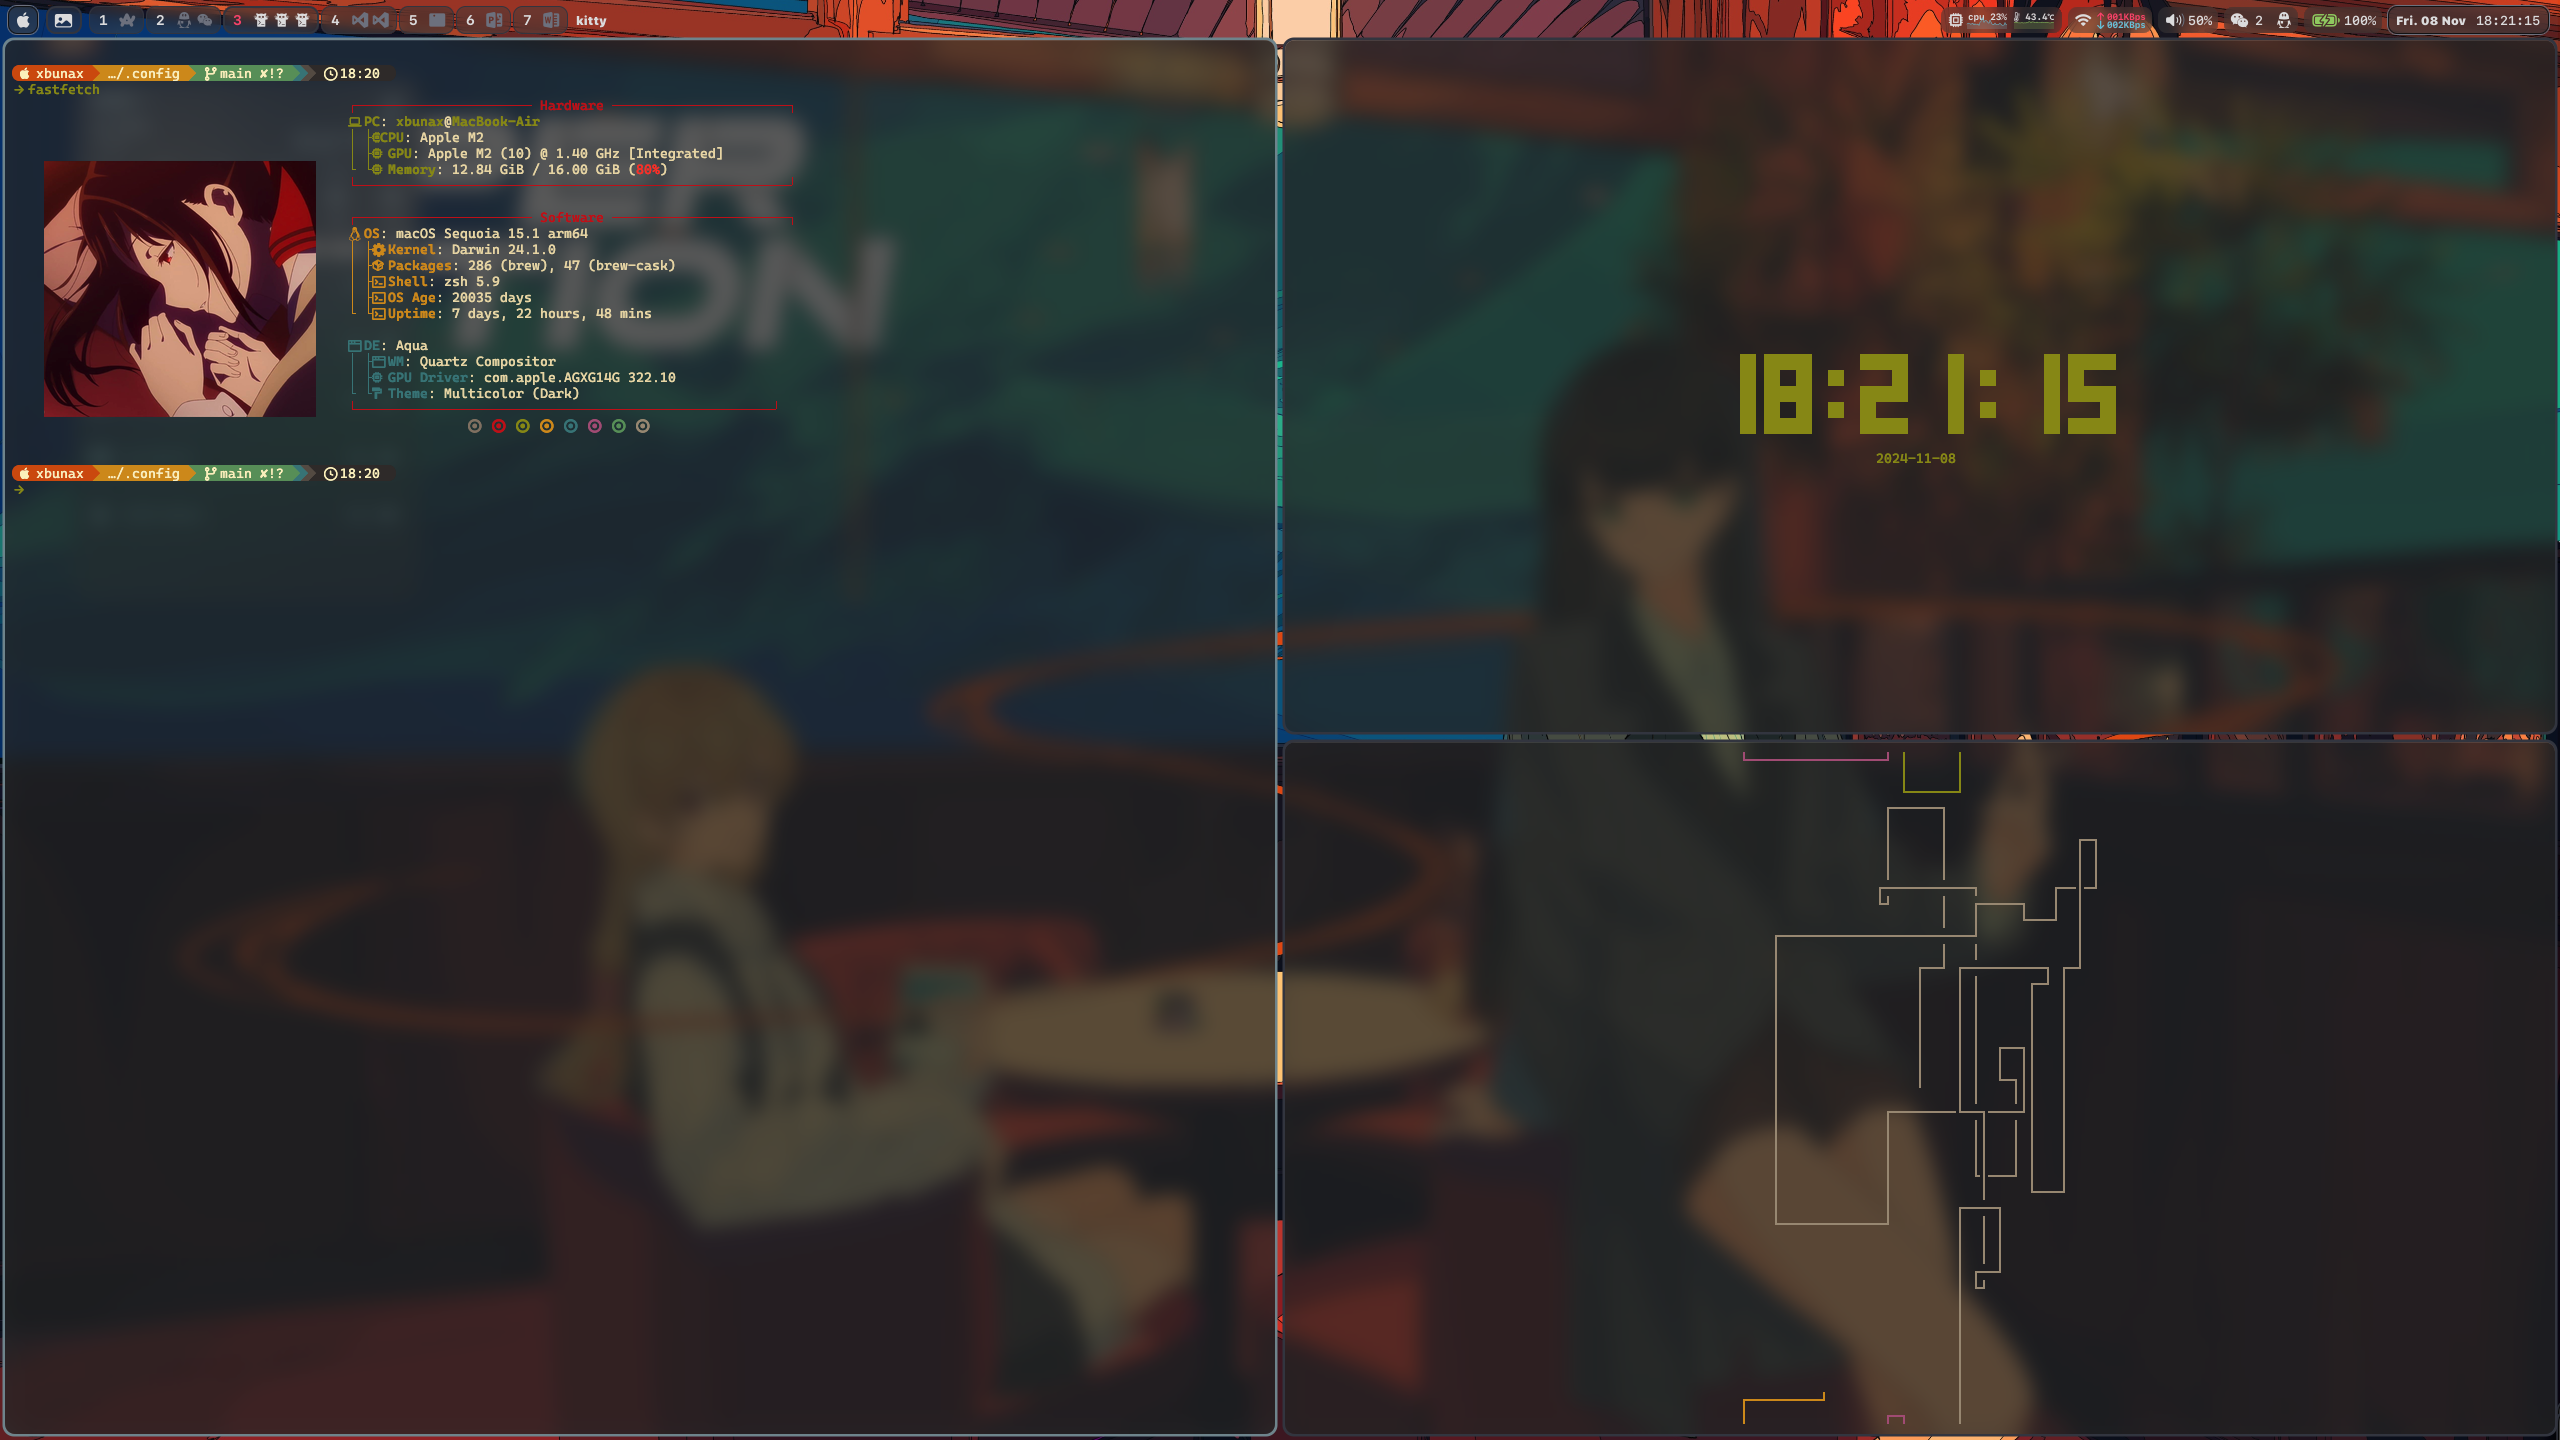 1 2 3 4 5 6 7 kitty
cpu 23% 43.4℃ 001KBps 002KBps 50% 2 100% Fri. 08 Nov 18:21:15
xbunax …/.config main ✘!? 18:20
→ fastfetch
Hardware
PC: xbunax@MacBook-Air
CPU: Apple M2
GPU: Apple M2 (10) @ 1.40 GHz [Integrated]
Memory: 12.84 GiB / 16.00 GiB (80%)
Software
OS: macOS Sequoia 15.1 arm64
Kernel: Darwin 24.1.0
Packages: 286 (brew), 47 (brew-cask)
Shell: zsh 5.9
OS Age: 20035 days
Uptime: 7 days, 22 hours, 48 mins
DE: Aqua
WM: Quartz Compositor
GPU Driver: com.apple.AGXG14G 322.10
Theme: Multicolor (Dark)
xbunax …/.config main ✘!? 18:20
→
18:21:15
2024-11-08